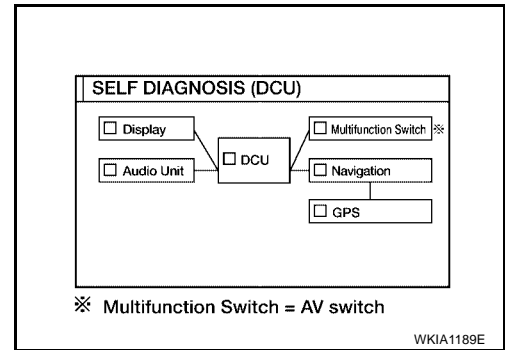 SELF DIAGNOSIS (DCU)
Display
Multifunction Switch ※
DCU
Audio Unit
Navigation
GPS
※ Multifunction Switch = AV switch
WKIA1189E